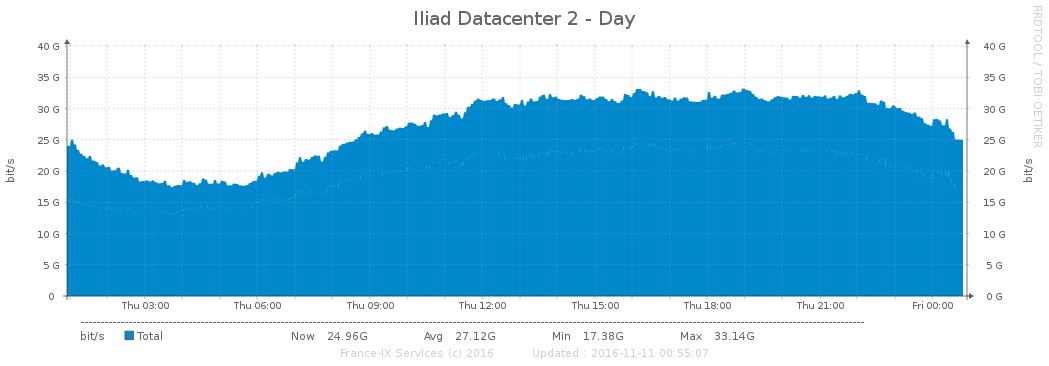 Iliad Datacenter 2 - Day
RRDTOOL / TOBI OETIKER
40 G 40 G
35 G 35 G
30 G 30 G
25 G 25 G
20 G 20 G
15 G 15 G
10 G 10 G
5 G 5 G
0 0 G
bit/s bit/s
Thu 03:00 Thu 06:00 Thu 09:00 Thu 12:00 Thu 15:00 Thu 18:00 Thu 21:00 Fri 00:00
bit/s Total Now 24.96G Avg 27.12G Min 17.38G Max 33.14G
France-IX Services (c) 2016 Updated : 2016-11-11 00:55:07